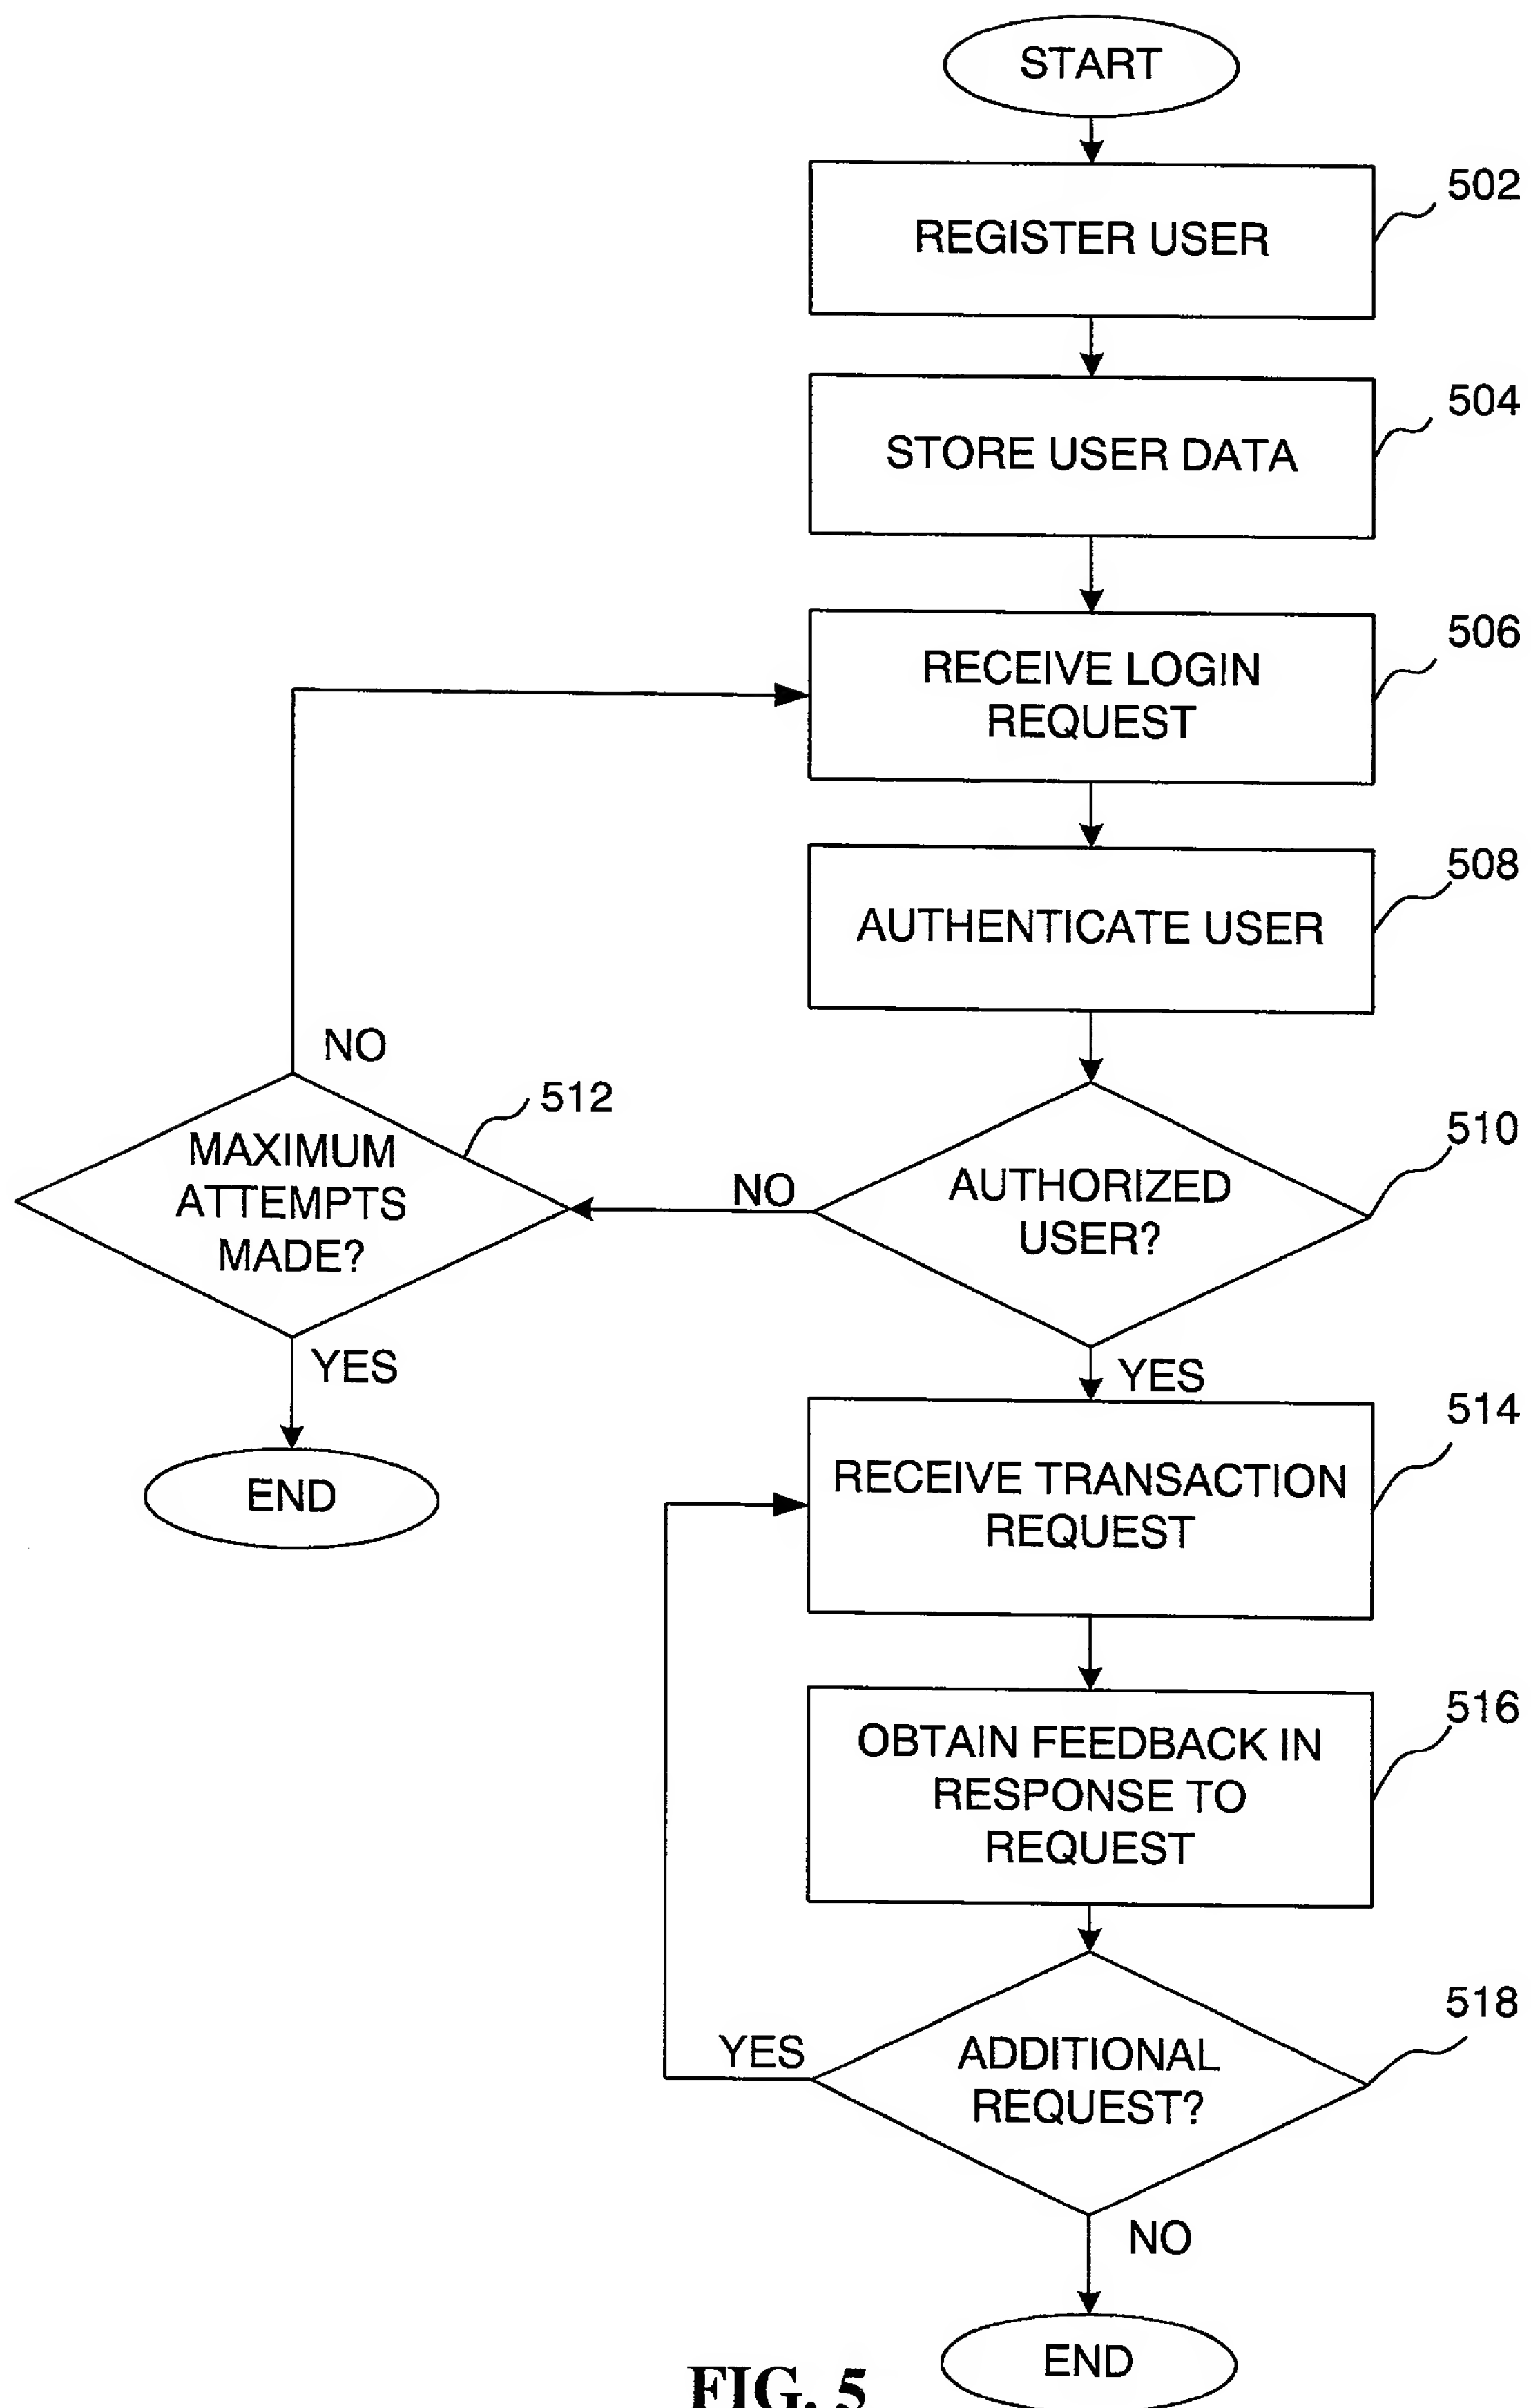 START
502
REGISTER USER
504
STORE USER DATA
506
RECEIVE LOGIN
REQUEST
508
AUTHENTICATE USER
NO
512
MAXIMUM
ATTEMPTS
MADE?
510
NO
AUTHORIZED
USER?
YES
YES
END
514
RECEIVE TRANSACTION
REQUEST
516
OBTAIN FEEDBACK IN
RESPONSE TO
REQUEST
518
YES
ADDITIONAL
REQUEST?
NO
END
FIG. 5